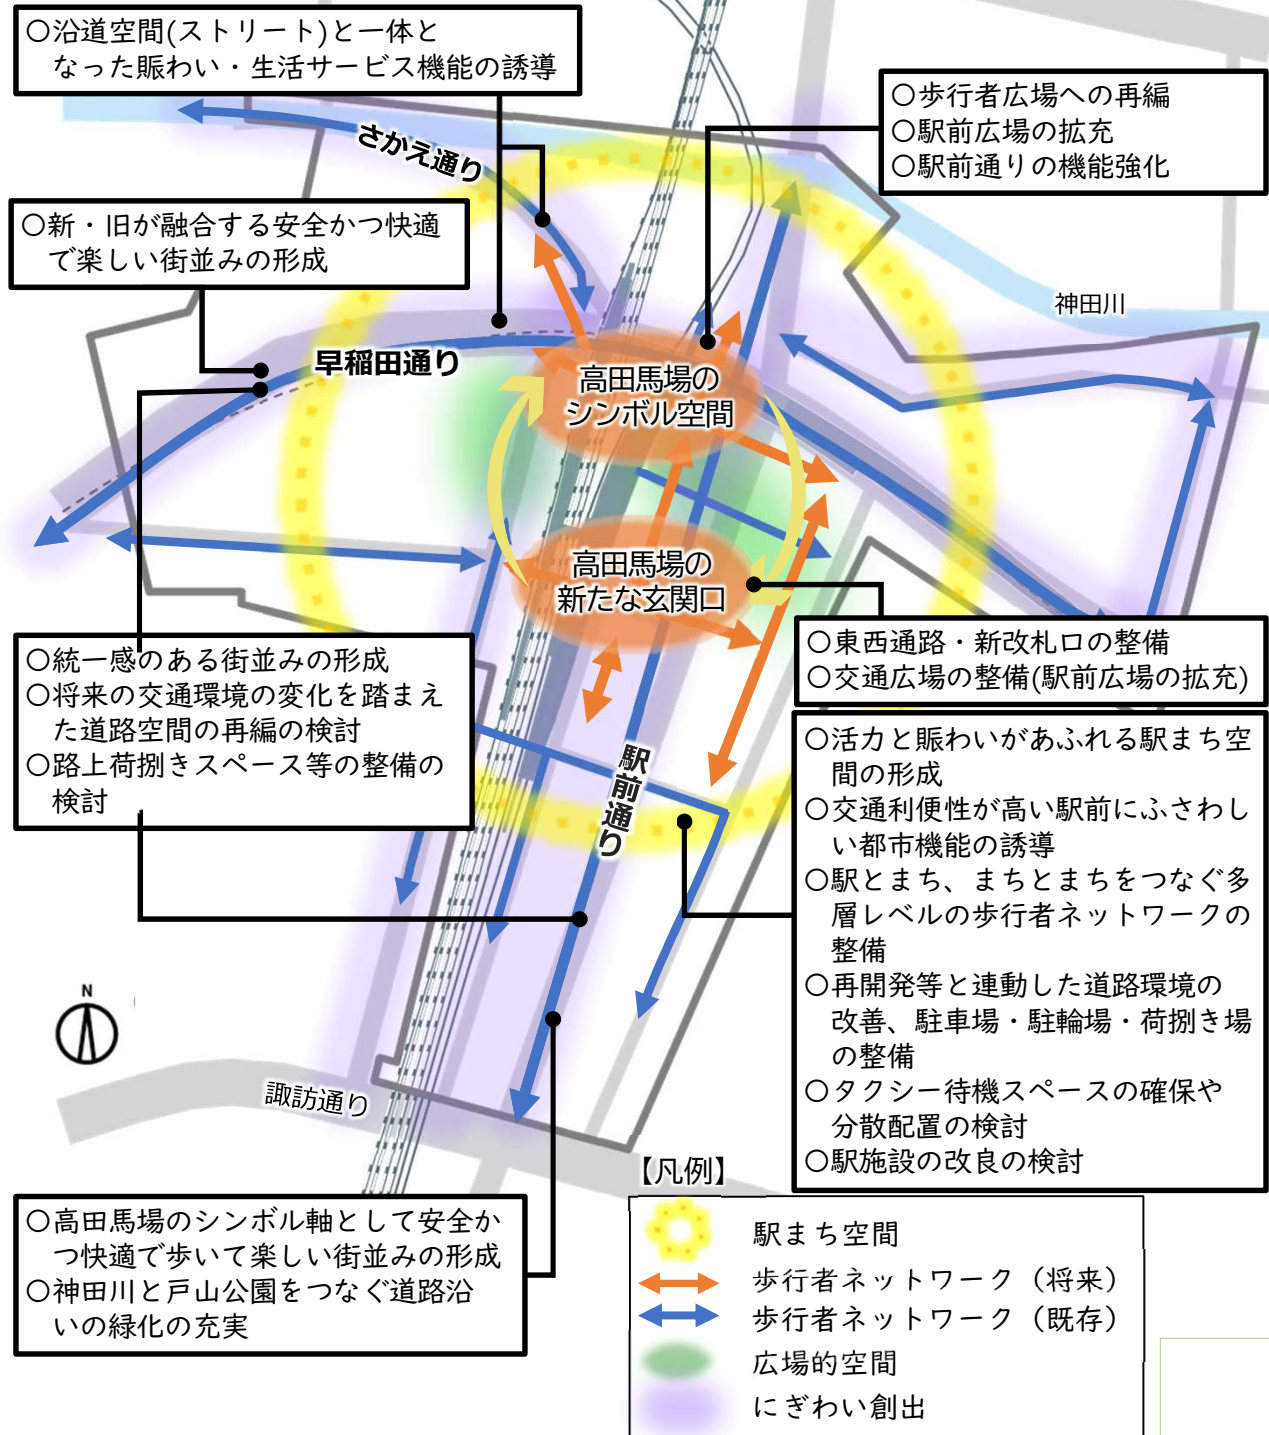 〇沿道空間(ストリート)と一体と
なった賑わい・生活サービス機能の誘導
〇歩行者広場への再編
〇駅前広場の拡充
〇駅前通りの機能強化
さかえ通り
〇新・旧が融合する安全かつ快適
で楽しい街並みの形成
神田川
早稲田通り
高田馬場の
シンボル空間
高田馬場の
新たな玄関口
〇東西通路・新改札口の整備
〇交通広場の整備(駅前広場の拡充)
〇統一感のある街並みの形成
〇将来の交通環境の変化を踏まえ
た道路空間の再編の検討
〇路上荷捌きスペース等の整備の
検討
駅前通り
〇活力と賑わいがあふれる駅まち空
間の形成
〇交通利便性が高い駅前にふさわし
い都市機能の誘導
〇駅とまち、まちとまちをつなぐ多
層レベルの歩行者ネットワークの
整備
〇再開発等と連動した道路環境の
改善、駐車場・駐輪場・荷捌き場
の整備
〇タクシー待機スペースの確保や
分散配置の検討
〇駅施設の改良の検討
N
諏訪通り
〇高田馬場のシンボル軸として安全か
つ快適で歩いて楽しい街並みの形成
〇神田川と戸山公園をつなぐ道路沿
いの緑化の充実
【凡例】
駅まち空間
歩行者ネットワーク（将来）
歩行者ネットワーク（既存）
広場的空間
にぎわい創出